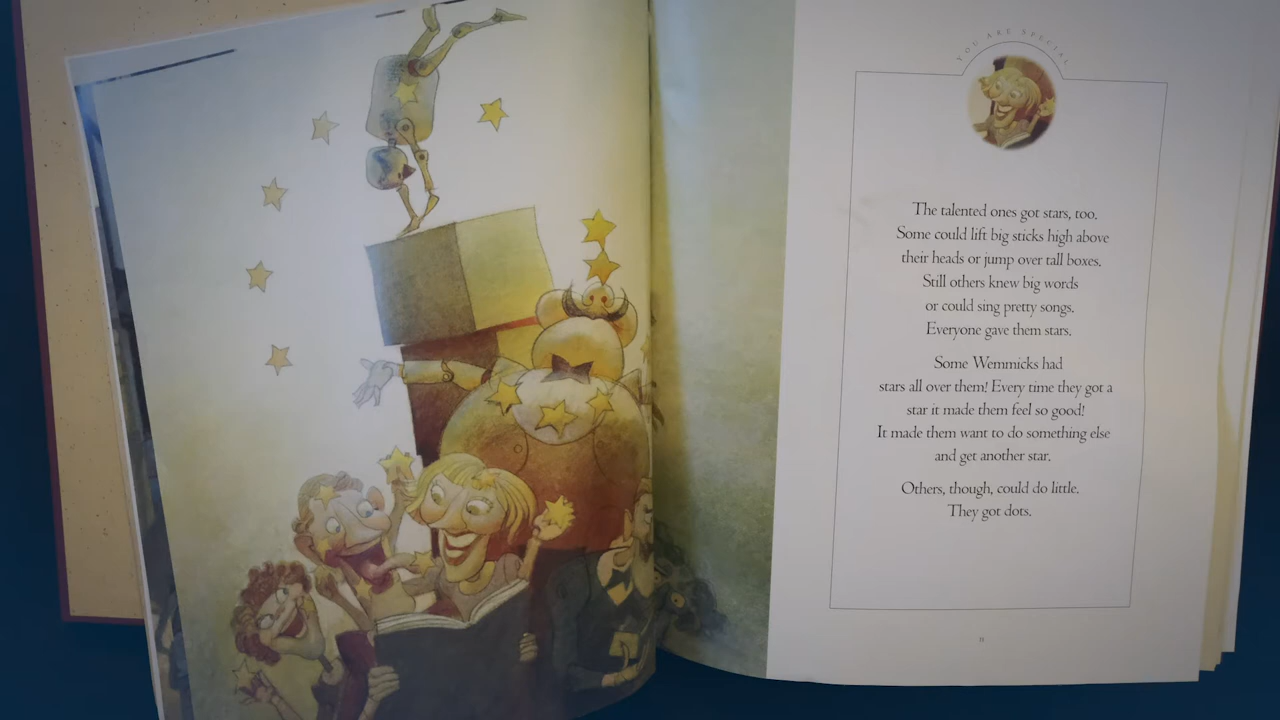 YOU ARE SPECIAL
The talented ones got stars, too.
Some could lift big sticks high above
their heads or jump over tall boxes.
Still others knew big words
or could sing pretty songs.
Everyone gave them stars.
Some Wemmicks had
stars all over them! Every time they got a
star it made them feel so good!
It made them want to do something else
and get another star.
Others, though, could do little.
They got dots.